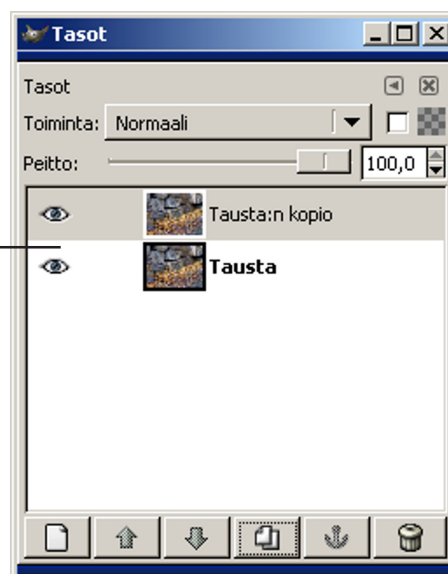 Tasot
Tasot
Toiminta: Normaali
Peitto: 100,0
Tausta:n kopio
Tausta